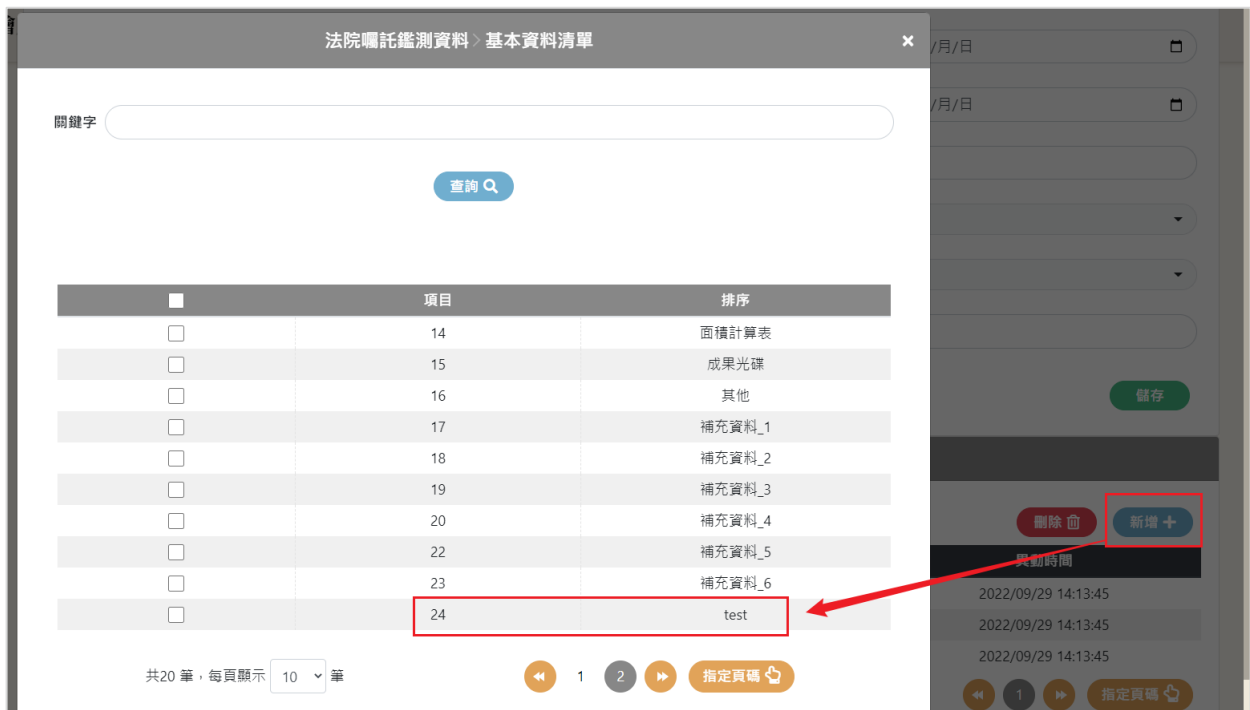 法院囑託鑑測資料>基本資料清單 ×
/月/日
/月/日
關鍵字
查詢
項目 排序
14 面積計算表
15 成果光碟
16 其他
儲存
17 補充資料_1
18 補充資料_2
19 補充資料_3
20 補充資料_4
刪除 新增
22 補充資料_5
異動時間
23 補充資料_6
2022/09/29 14:13:45
24 test
2022/09/29 14:13:45
2022/09/29 14:13:45
共20 筆,每頁顯示 10 筆 1 2 指定頁碼
1 指定頁碼